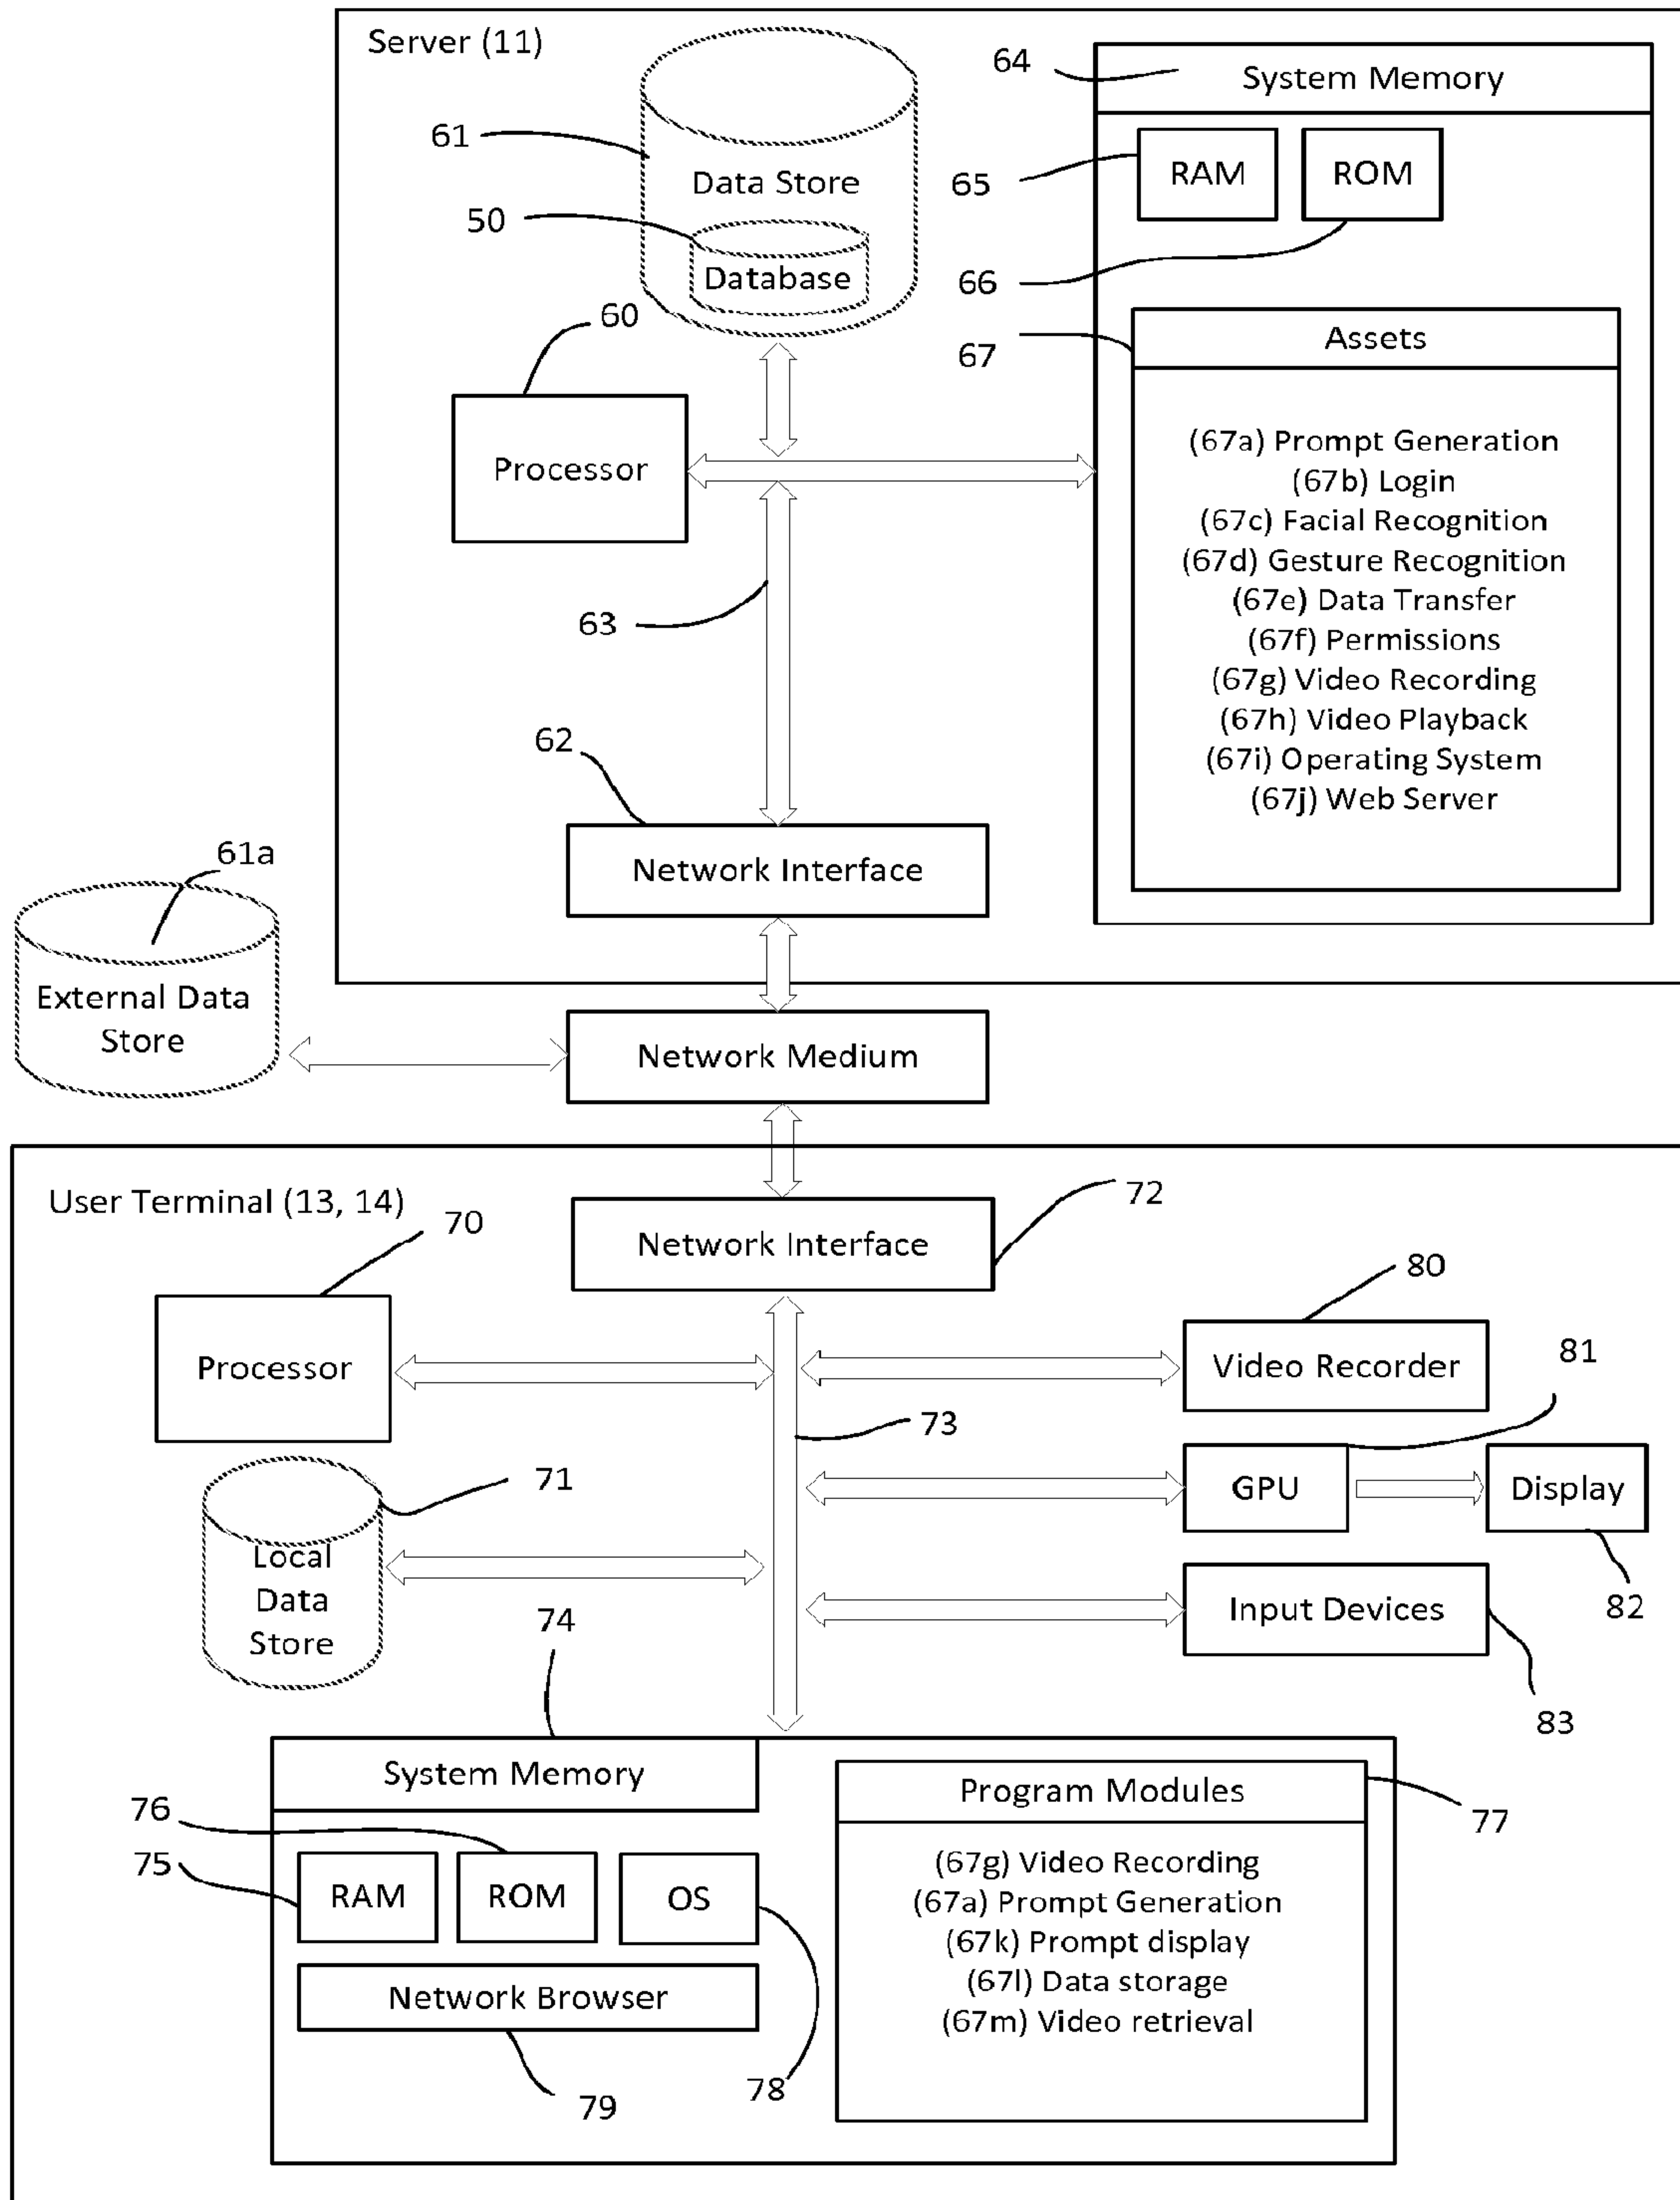 Server (11)
64
System Memory
61
Data Store
65
RAM
ROM
50
Database
66
60
67
Assets
Processor
(67a) Prompt Generation
(67b) Login
(67c) Facial Recognition
(67d) Gesture Recognition
(67e) Data Transfer
(67f) Permissions
(67g) Video Recording
(67h) Video Playback
(67i) Operating System
(67j) Web Server
63
62
Network Interface
61a
External Data
Store
Network Medium
User Terminal (13, 14)
70
72
Network Interface
80
Processor
Video Recorder
81
73
71
GPU
Display
Local
Data
Store
82
Input Devices
74
83
System Memory
Program Modules
76
77
75
RAM
ROM
OS
(67g) Video Recording
(67a) Prompt Generation
(67k) Prompt display
(67l) Data storage
(67m) Video retrieval
Network Browser
78
79